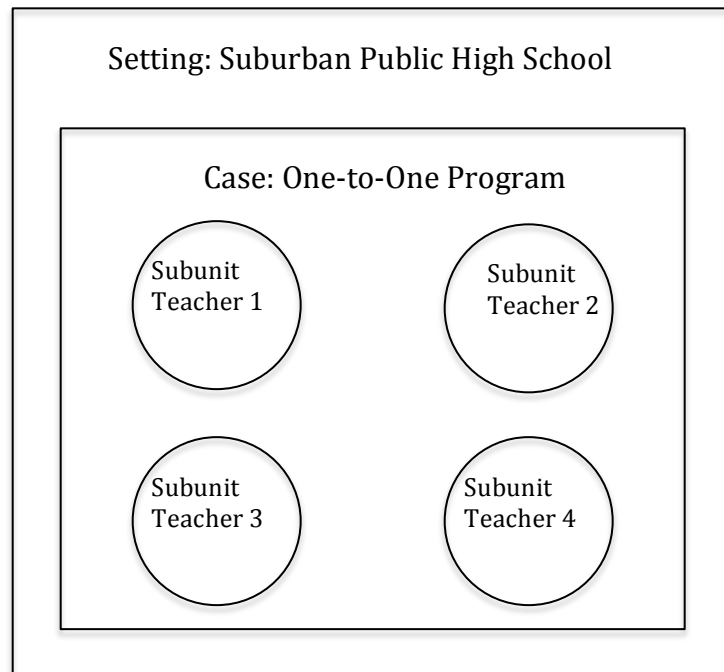 Setting: Suburban Public High School
Case: One-to-One Program
Subunit
Teacher 1
Subunit
Teacher 2
Subunit
Teacher 3
Subunit
Teacher 4